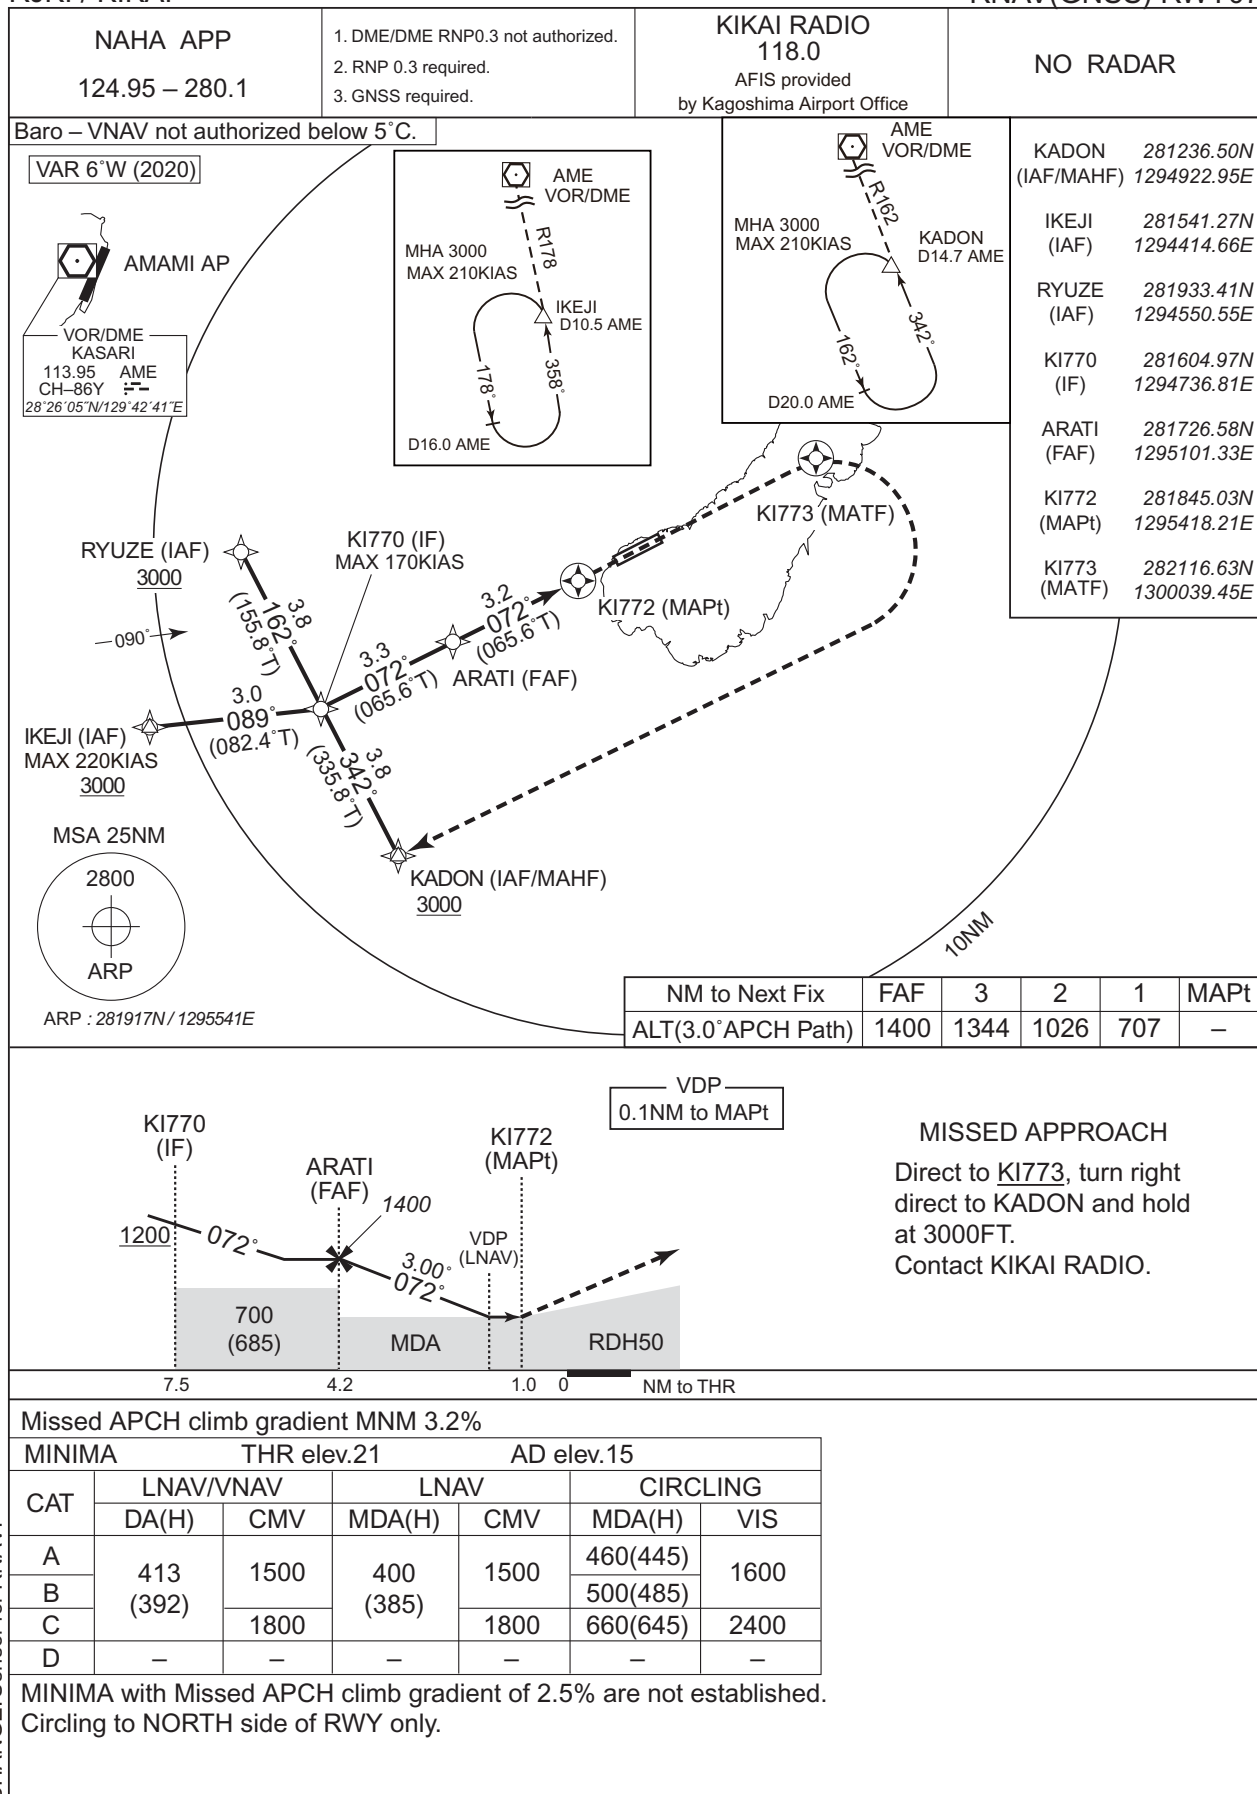 NAHA APP
124.95 – 280.1
1. DME/DME RNP0.3 not authorized.
2. RNP 0.3 required.
3. GNSS required.
KIKAI RADIO
118.0
AFIS provided
by Kagoshima Airport Office
NO RADAR
Baro – VNAV not authorized below 5°C.
VAR 6°W (2020)
AMAMI AP
VOR/DME
KASARI
113.95 AME
CH–86Y
28°26´05˝N/129°42´41˝E
AME
VOR/DME
R178
MHA 3000
MAX 210KIAS
IKEJI
D10.5 AME
178°
358°
D16.0 AME
AME
VOR/DME
R162
MHA 3000
MAX 210KIAS
KADON
D14.7 AME
162°
342°
D20.0 AME
KADON 281236.50N
(IAF/MAHF) 1294922.95E
IKEJI 281541.27N
(IAF) 1294414.66E
RYUZE 281933.41N
(IAF) 1294550.55E
KI770 281604.97N
(IF) 1294736.81E
ARATI 281726.58N
(FAF) 1295101.33E
KI772 281845.03N
(MAPt) 1295418.21E
KI773 282116.63N
(MATF) 1300039.45E
KI773 (MATF)
RYUZE (IAF)
3000
KI770 (IF)
MAX 170KIAS
3.8
162°
(155.8°T)
090°
3.2
072°
(065.6°T)
KI772 (MAPt)
3.3
072°
(065.6°T)
ARATI (FAF)
3.0
089°
(082.4°T)
IKEJI (IAF)
MAX 220KIAS
3000
3.8
342°
(335.8°T)
KADON (IAF/MAHF)
3000
MSA 25NM
2800
ARP
ARP : 281917N / 1295541E
10NM
NM to Next Fix FAF 3 2 1 MAPt
ALT(3.0°APCH Path) 1400 1344 1026 707 –
VDP
0.1NM to MAPt
KI770
(IF)
ARATI
(FAF)
1400
KI772
(MAPt)
1200
072°
3.00°
072°
VDP
(LNAV)
700
(685)
MDA
RDH50
7.5 4.2 1.0 0 NM to THR
MISSED APPROACH
Direct to KI773, turn right
direct to KADON and hold
at 3000FT.
Contact KIKAI RADIO.
Missed APCH climb gradient MNM 3.2%
MINIMA THR elev.21 AD elev.15
CAT LNAV/VNAV LNAV CIRCLING
DA(H) CMV MDA(H) CMV MDA(H) VIS
A 413 (392) 1500 400 (385) 1500 460(445) 1600
B 500(485)
C 1800 1800 660(645) 2400
D – – – – – –
MINIMA with Missed APCH climb gradient of 2.5% are not established.
Circling to NORTH side of RWY only.